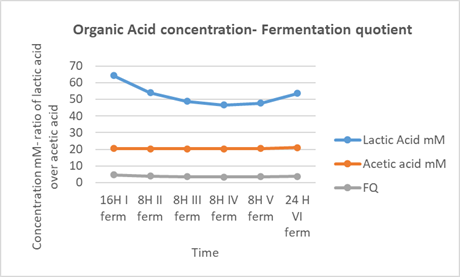 Organic Acid concentration- Fermentation quotient
Concentration mM- ratio of lactic acid
over acetic acid
70
60
50
40
30
20
10
0
16H I
ferm
8H II
ferm
8H III
ferm
8H IV
ferm
8H V
ferm
24 H
VI
ferm
Time
Lactic Acid mM
Acetic acid mM
FQ